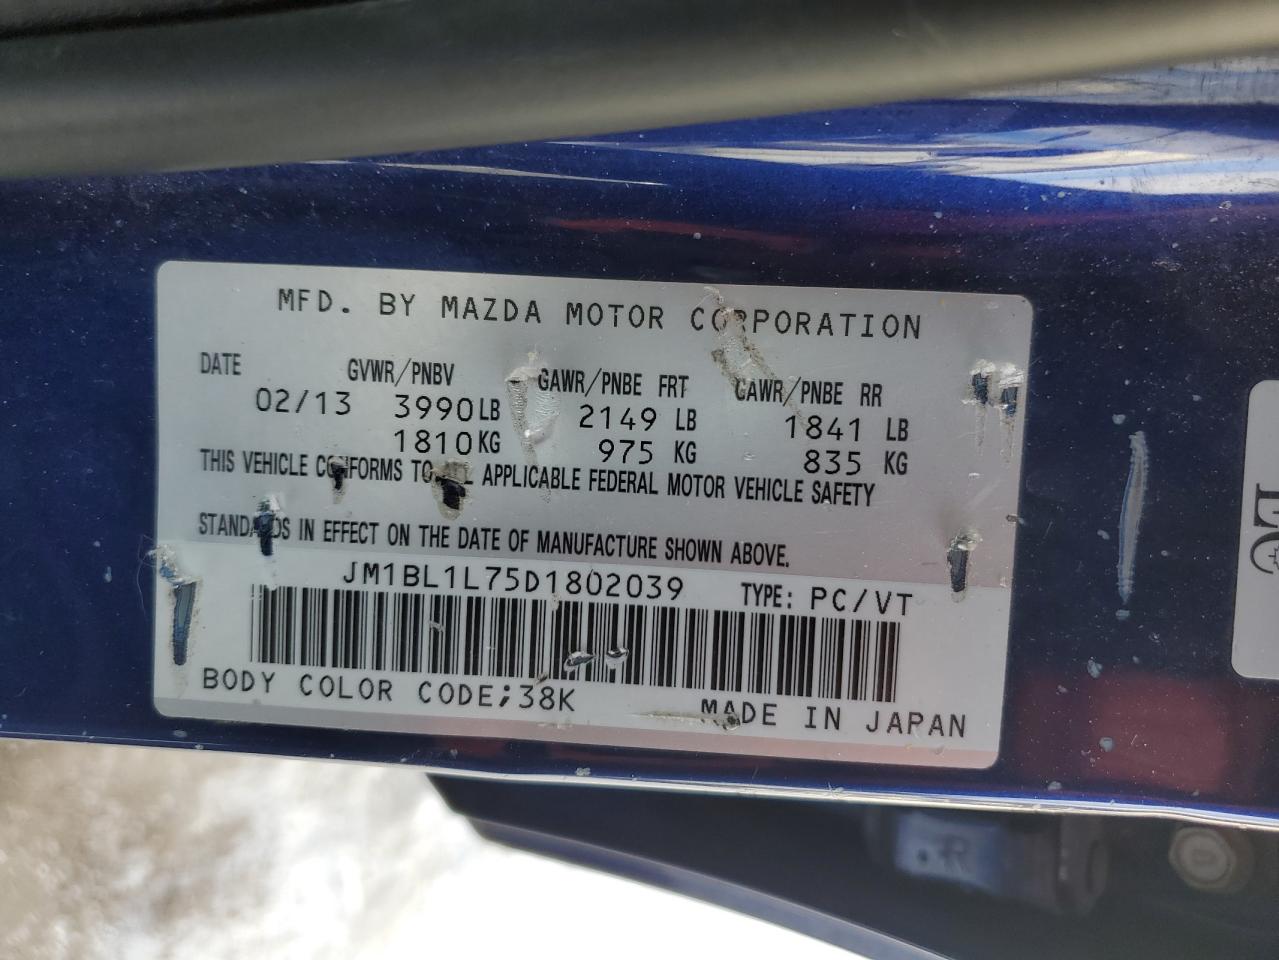 MFD. BY MAZDA MOTOR CORPORATION
DATE GVWR/PNBV GAWR/PNBE FRT GAWR/PNBE RR
02/13 3990LB 2149 LB 1841 LB
1810KG 975 KG 835 KG
THIS VEHICLE CONFORMS TO ALL APPLICABLE FEDERAL MOTOR VEHICLE SAFETY
STANDARDS IN EFFECT ON THE DATE OF MANUFACTURE SHOWN ABOVE.
JM1BL1L75D1802039 TYPE: PC/VT
BODY COLOR CODE;38K MADE IN JAPAN